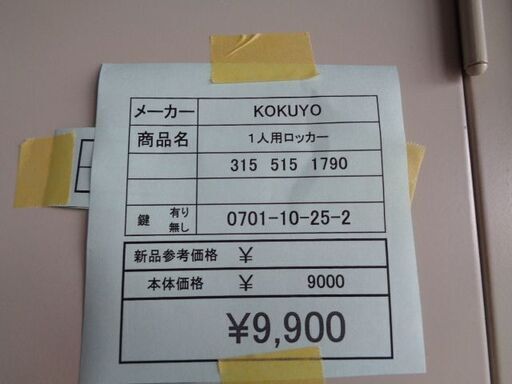 メーカー KOKUYO
商品名 1人用ロッカー
315 515 1790
鍵 有り 無し 0701-10-25-2
新品参考価格 ¥
本体価格 ¥ 9000
¥9,900